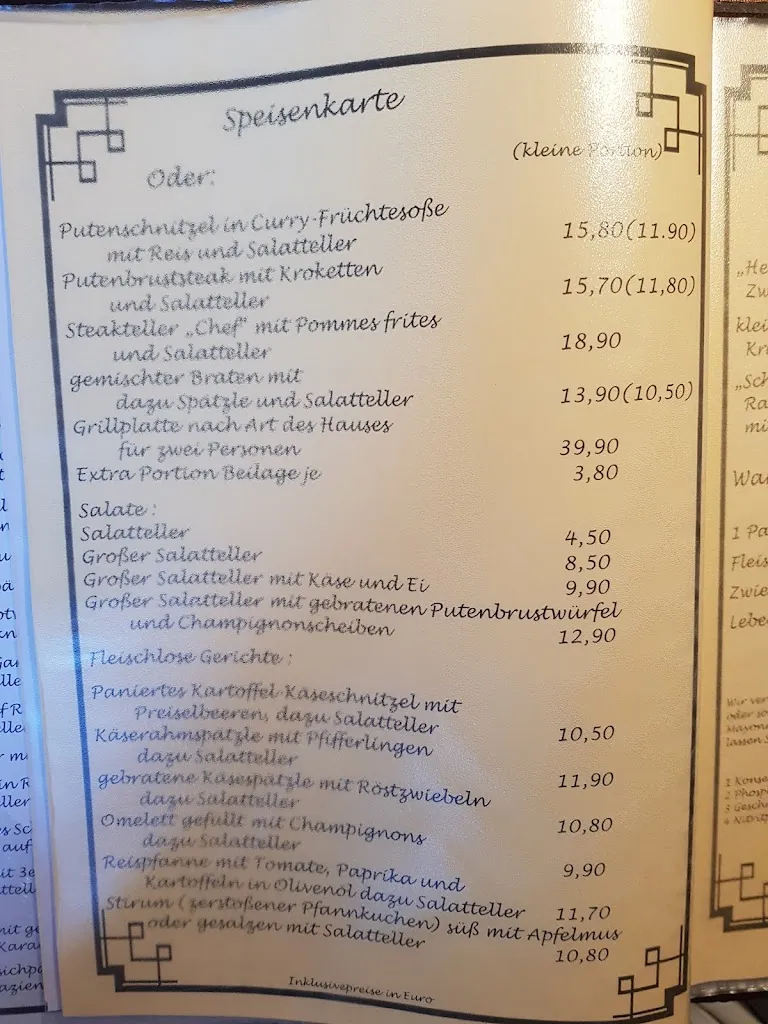 Speisenkarte
(kleine Portion)
Oder:
Putenschnitzel in Curry-Früchtesoße
mit Reis und Salatteller 15,80(11.90)
Putenbruststeak mit Kroketten
und Salatteller 15,70(11,80)
Steakteller „Chef" mit Pommes frites
und Salatteller 18,90
gemischter Braten mit
dazu Spätzle und Salatteller 13,90(10,50)
Grillplatte nach Art des Hauses
für zwei Personen 39,90
Extra Portion Beilage je 3,80
Salate :
Salatteller 4,50
Großer Salatteller 8,50
Großer Salatteller mit Käse und Ei 9,90
Großer Salatteller mit gebratenen Putenbrustwürfel
und Champignonscheiben 12,90
Fleischlose Gerichte :
Paniertes Kartoffel-Käseschnitzel mit
Preiselbeeren, dazu Salatteller 10,50
Käserahmspätzle mit Pfifferlingen
dazu Salatteller 11,90
gebratene Käsespätzle mit Röstzwiebeln
dazu Salatteller 10,80
Omelett gefüllt mit Champignons
dazu Salatteller 9,90
Reispfanne mit Tomate, Paprika und
Kartoffeln in Olivenöl dazu Salatteller 11,70
Stirum (zerstoßener Pfannkuchen) süß mit Apfelmus
oder gesalzen mit Salatteller 10,80
Inklusivepreise in Euro